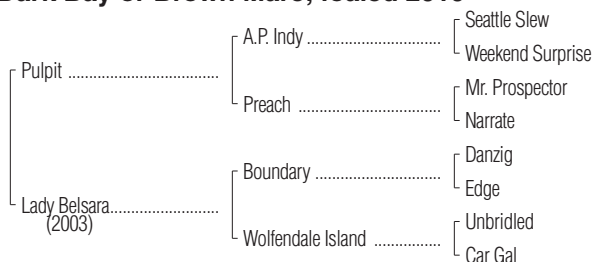 Dark Bay or Brown Mare; foaled
Seattle Slew
A.P. Indy ..................................
Weekend Surprise
Pulpit ......................................
Mr. Prospector
Preach ....................................
Narrate
Danzig
Boundary ................................
Edge
Lady Belsara...........................
(2003)
Unbridled
Wolfendale Island .................
Car Gal